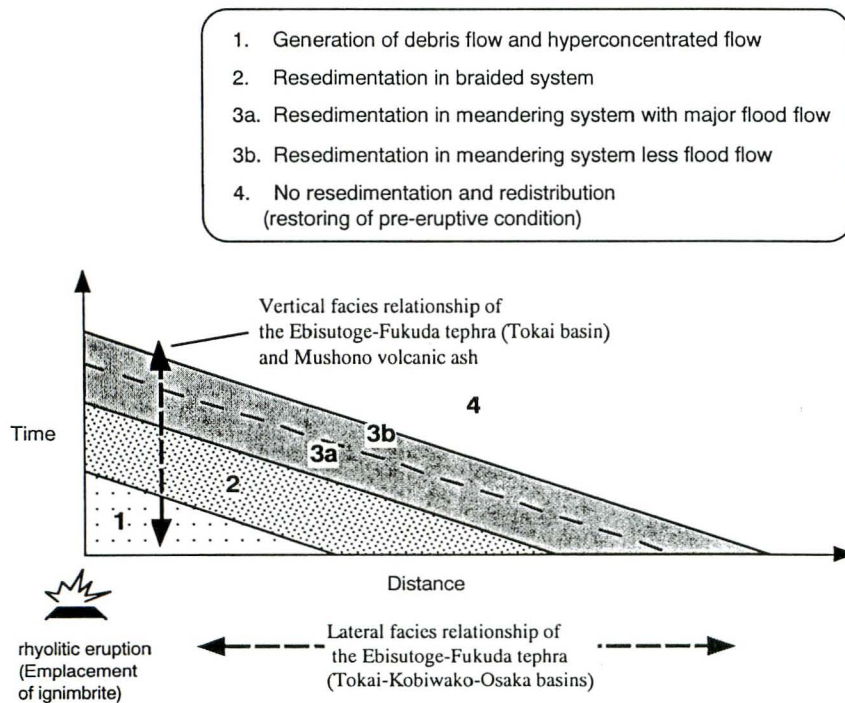 1. Generation of debris flow and hyperconcentrated flow
2. Resedimentation in braided system
3a. Resedimentation in meandering system with major flood flow
3b. Resedimentation in meandering system less flood flow
4. No resedimentation and redistribution
(restoring of pre-eruptive condition)
Vertical facies relationship of
the Ebisutoge-Fukuda tephra (Tokai basin)
and Mushono volcanic ash
4
3b
Time
3a
2
1
Distance
rhyolitic eruption
(Emplacement
of ignimbrite)
Lateral facies relationship of
the Ebisutoge-Fukuda tephra
(Tokai-Kobiwako-Osaka basins)